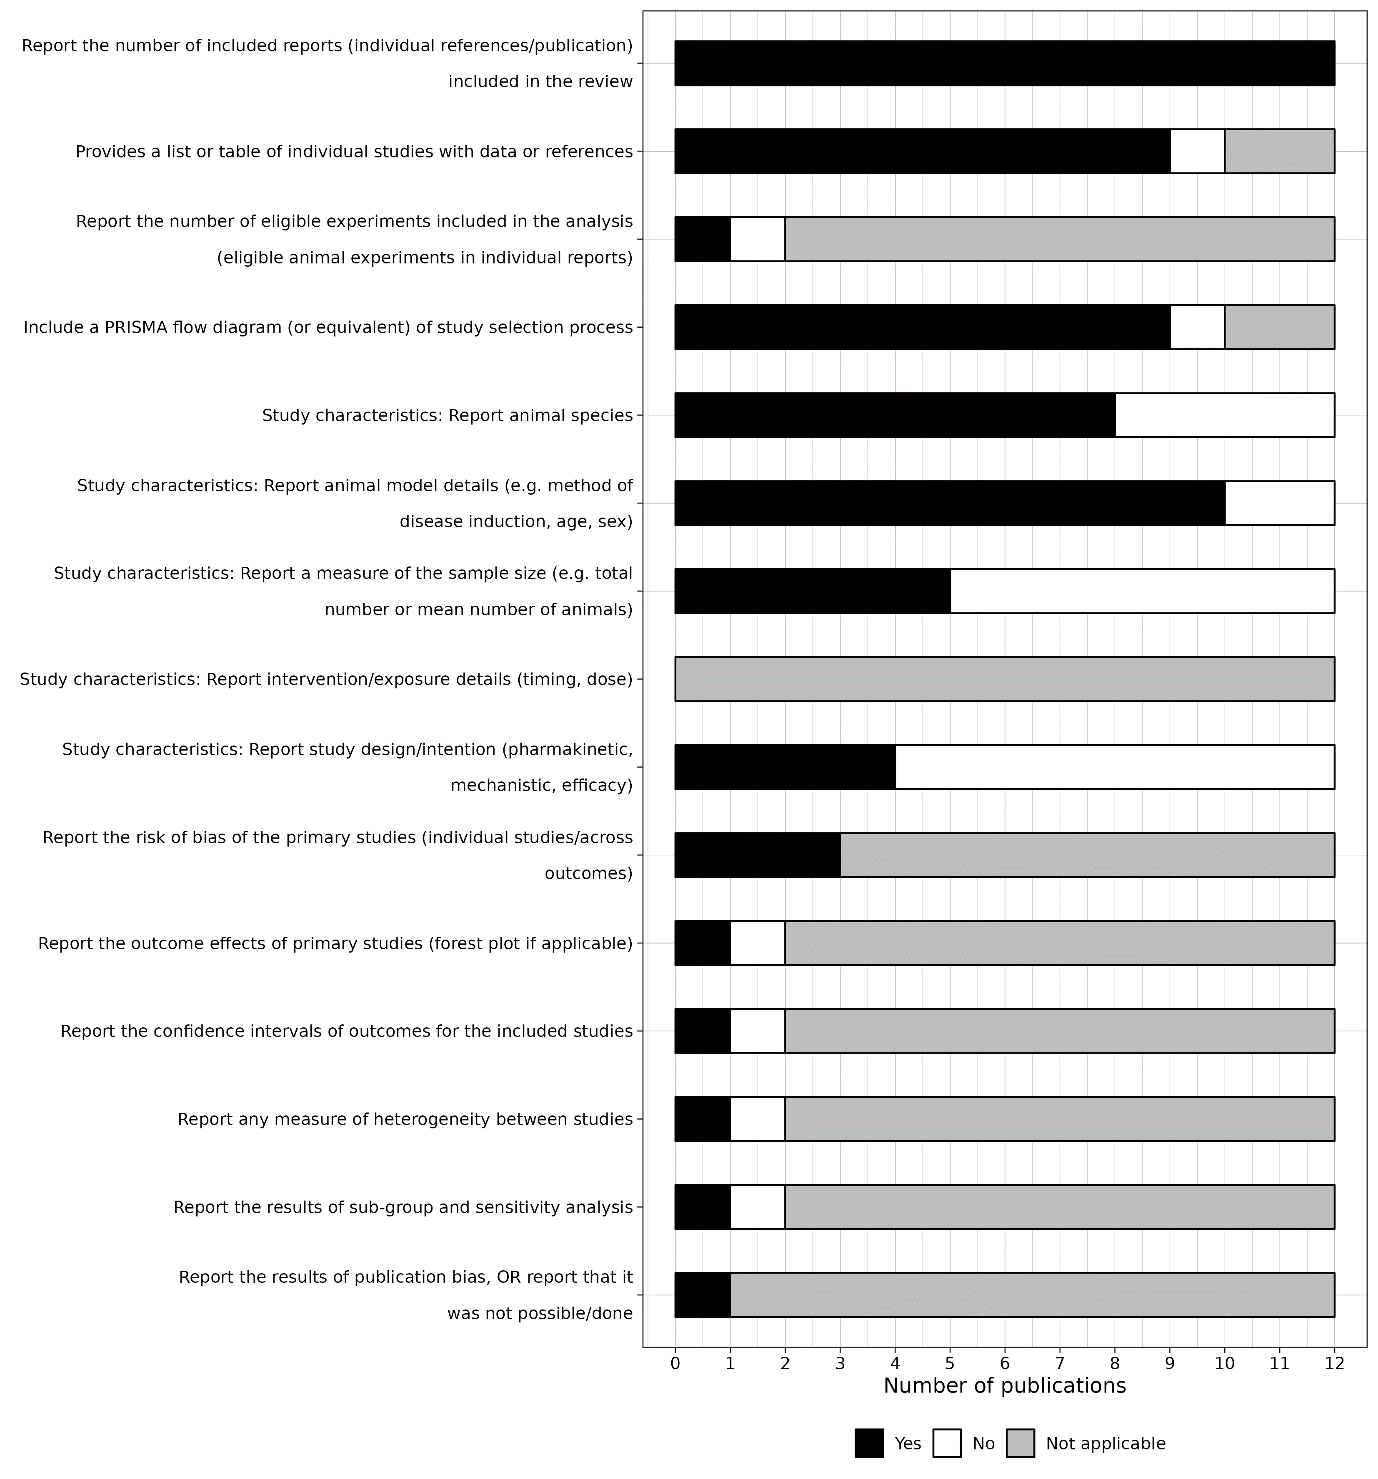 Report the number of included reports (individual references/publication)
included in the review
Provides a list or table of individual studies with data or references
Report the number of eligible experiments included in the analysis
(eligible animal experiments in individual reports)
Include a PRISMA flow diagram (or equivalent) of study selection process
Study characteristics: Report animal species
Study characteristics: Report animal model details (e.g. method of
disease induction, age, sex)
Study characteristics: Report a measure of the sample size (e.g. total
number or mean number of animals)
Study characteristics: Report intervention/exposure details (timing, dose)
Study characteristics: Report study design/intention (pharmakinetic,
mechanistic, efficacy)
Report the risk of bias of the primary studies (individual studies/across
outcomes)
Report the outcome effects of primary studies (forest plot if applicable)
Report the confidence intervals of outcomes for the included studies
Report any measure of heterogeneity between studies
Report the results of sub-group and sensitivity analysis
Report the results of publication bias, OR report that it
was not possible/done
0 1 2 3 4 5 6 7 8 9 10 11 12
Number of publications
Yes No Not applicable